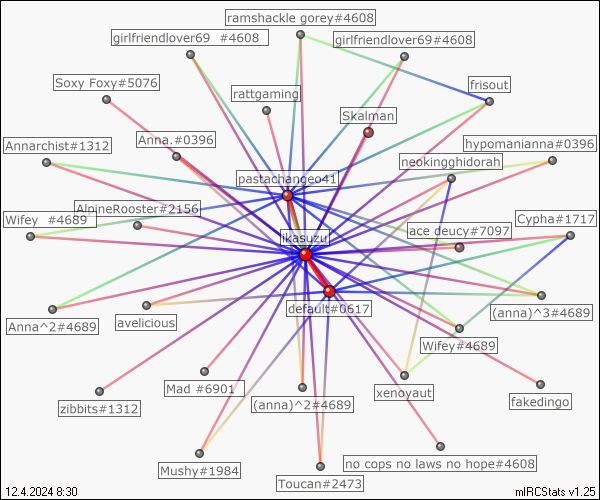 ramshackle gorey#4608
girlfriendlover69 #4608
girlfriendlover69#4608
Soxy Foxy#5076
frisout
rattgaming
Skalman
Annarchist#1312
Anna.#0396
hypomanianna#0396
neokingghidorah
pastachangeo41
AlpineRooster#2156
Wifey #4689
Cypha#1717
ace deucy#7097
ikasuzu
default#0617
(anna)^3#4689
Anna^2#4689
avelicious
Wifey#4689
Mad #6901
xenoyaut
fakedingo
zibbits#1312
(anna)^2#4689
Mushy#1984
no cops no laws no hope#4608
Toucan#2473
12.4.2024 8:30
mIRCStats v1.25